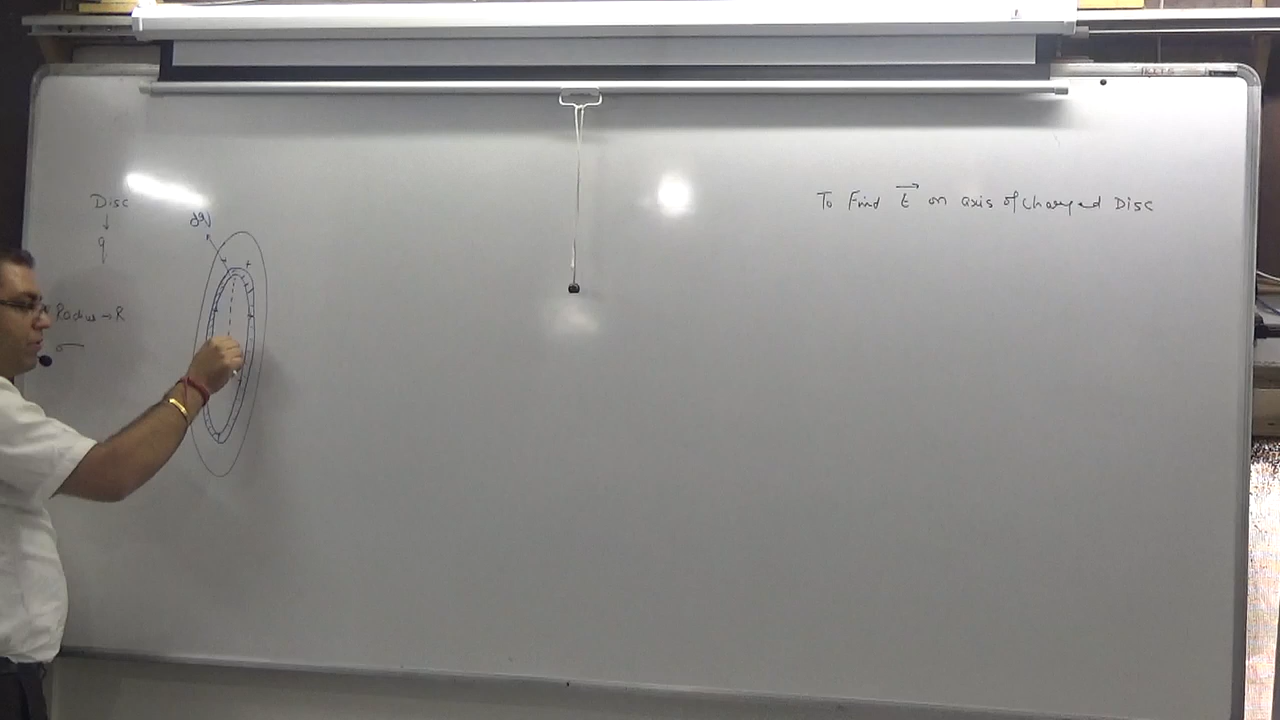 To Find E on axis of charged Disc
Disc
↓
q
dq
Radius → R
σ